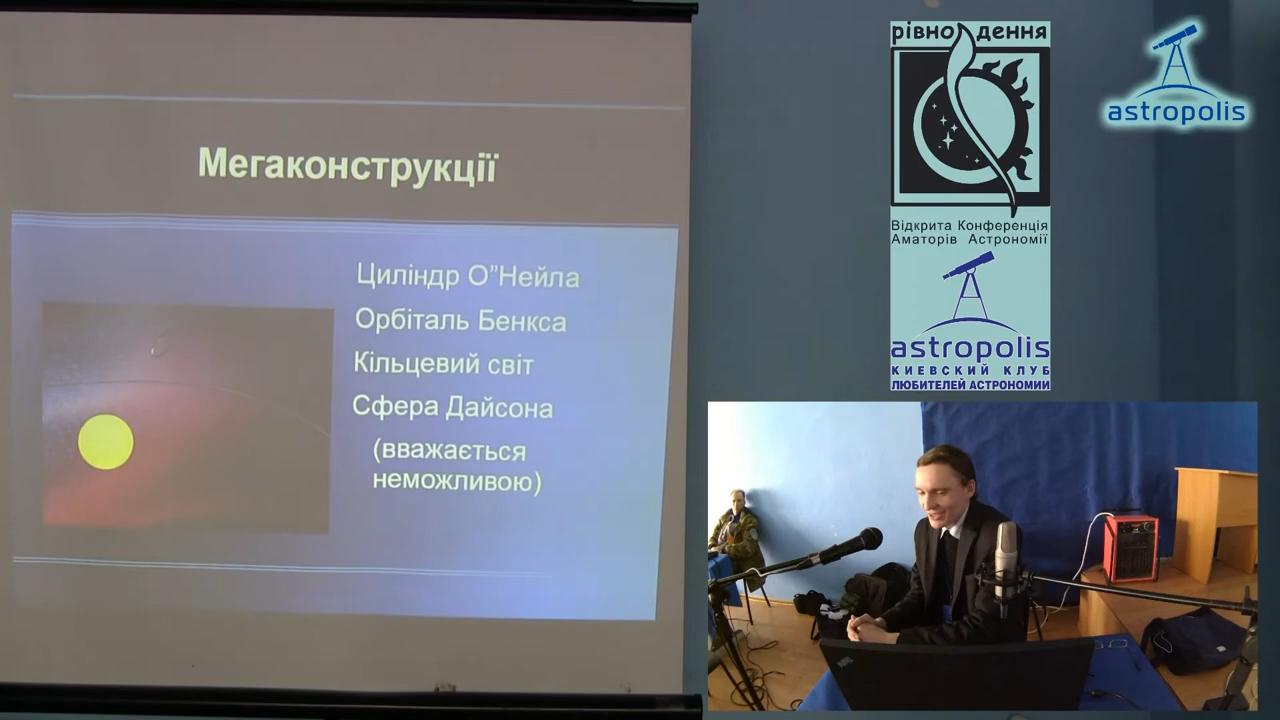 Мегаконструкції
Циліндр О”Нейла
Орбіталь Бенкса
Кільцевий світ
Сфера Дайсона
(вважається
неможливою)
рівнодення
Відкрита Конференція
Аматорів Астрономії
astropolis
КИЕВСКИЙ КЛУБ
ЛЮБИТЕЛЕЙ АСТРОНОМИИ
astropolis